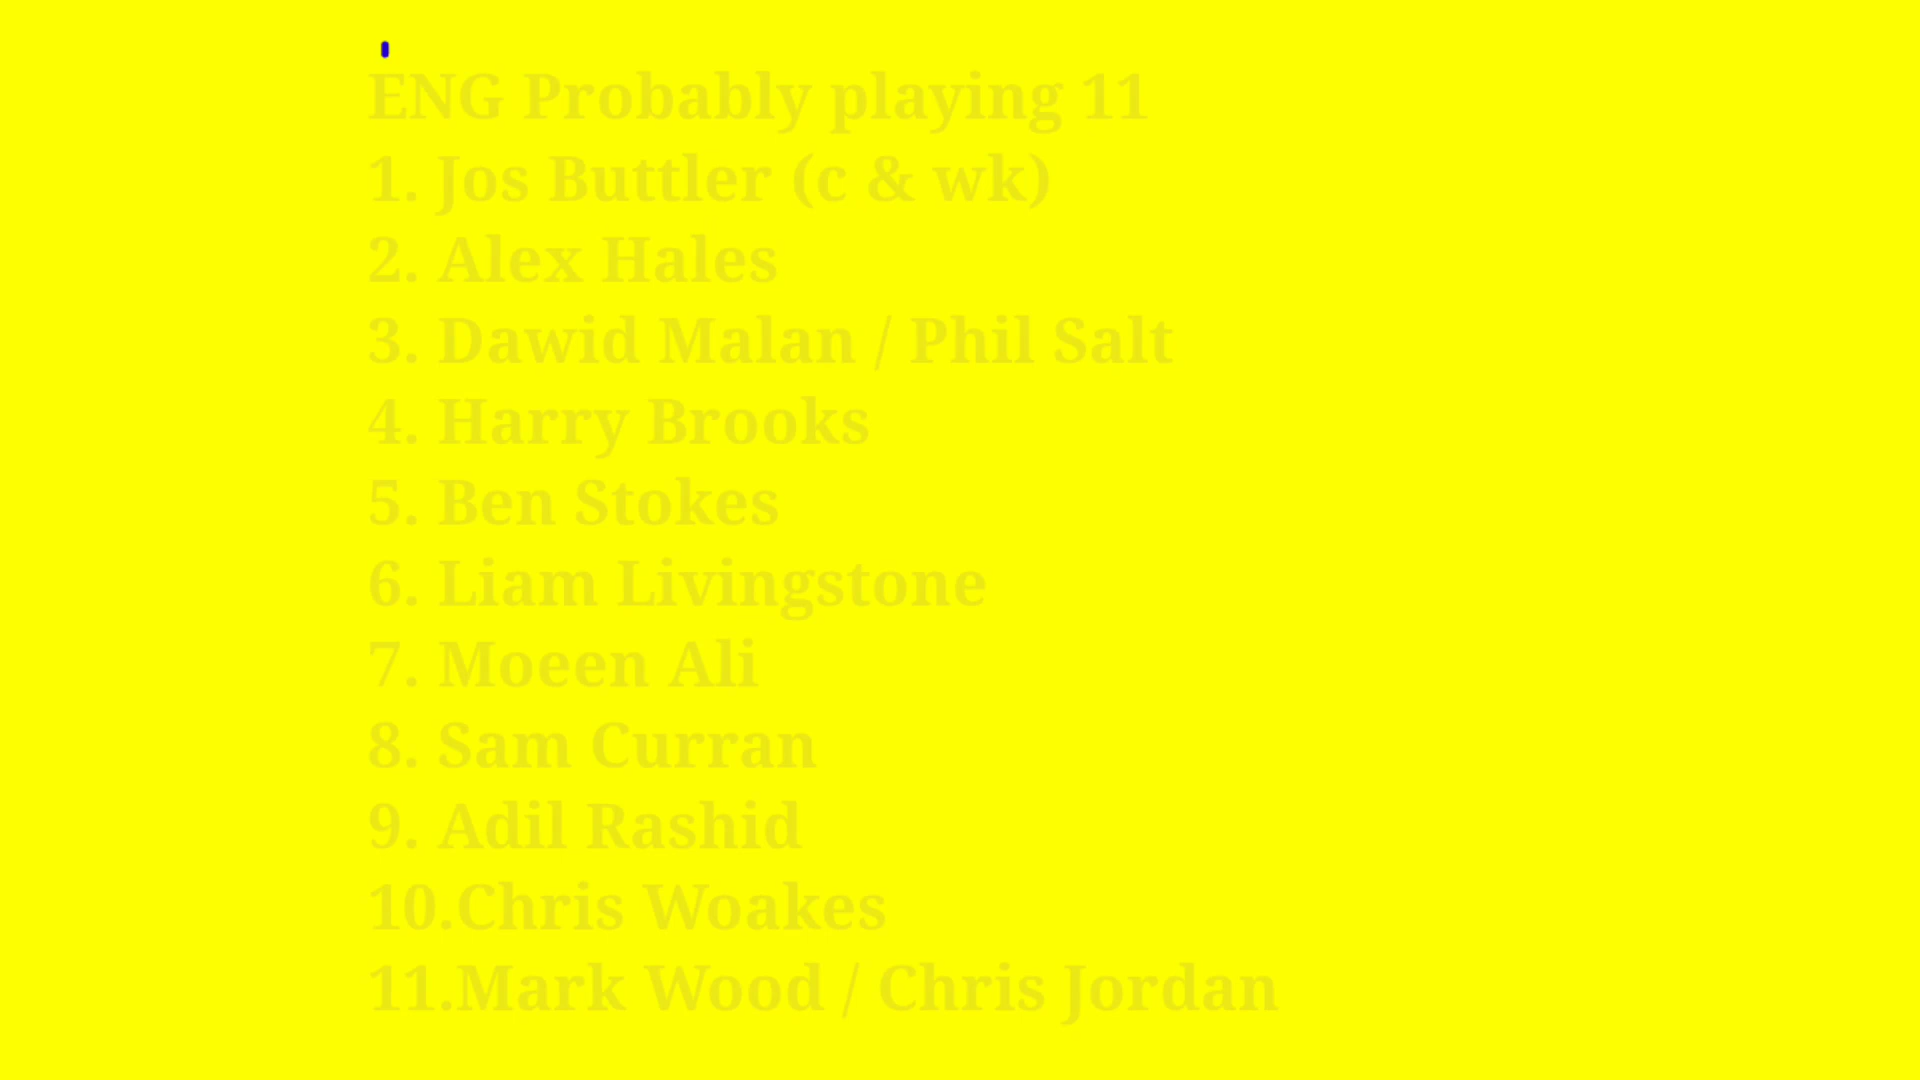 ENG Probably playing 11
1. Jos Buttler (c & wk)
2. Alex Hales
3. Dawid Malan / Phil Salt
4. Harry Brooks
5. Ben Stokes
6. Liam Livingstone
7. Moeen Ali
8. Sam Curran
9. Adil Rashid
10.Chris Woakes
11.Mark Wood / Chris Jordan